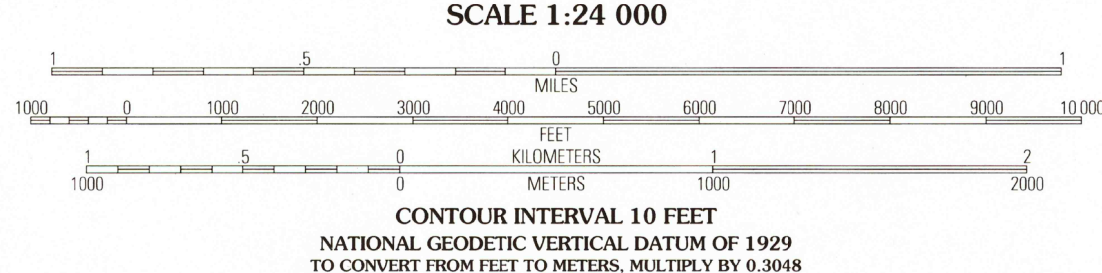 SCALE 1:24 000
1 .5 0 1
MILES
1000 0 1000 2000 3000 4000 5000 6000 7000 8000 9000 10 000
FEET
1 .5 0 KILOMETERS 1 2
1000 0 METERS 1000 2000
CONTOUR INTERVAL 10 FEET
NATIONAL GEODETIC VERTICAL DATUM OF 1929
TO CONVERT FROM FEET TO METERS, MULTIPLY BY 0.3048